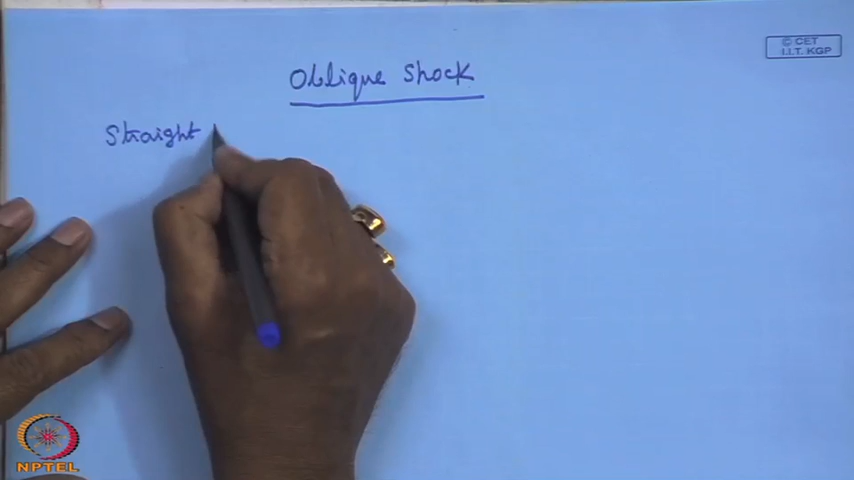 Oblique Shock
© CET
I.I.T. KGP
Straight
NPTEL